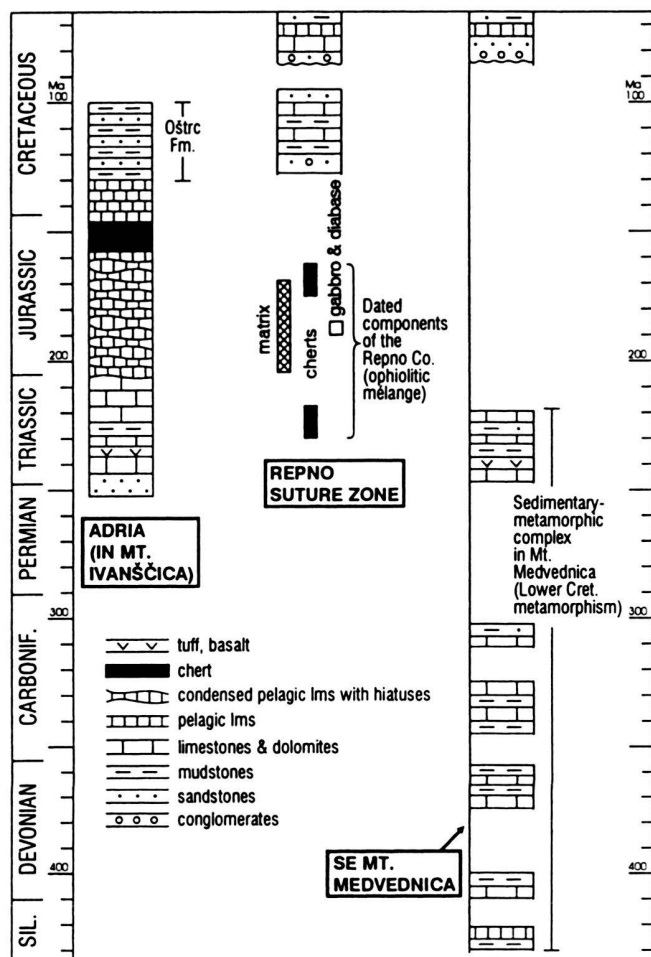 CRETACEOUS
JURASSIC
TRIASSIC
PERMIAN
CARBONIF.
DEVONIAN
SIL.
Ma
100
200
300
400
Oštrc
Fm.
ADRIA
(IN MT.
IVANŠČICA)
matrix
cherts
gabbro & diabase
Dated
components
of the
Repno Co.
(ophiolitic
mélange)
REPNO
SUTURE ZONE
Ma
100
200
300
400
Sedimentary-
metamorphic
complex
in Mt.
Medvednica
(Lower Cret.
metamorphism)
SE MT.
MEDVEDNICA
tuff, basalt
chert
condensed pelagic lms with hiatuses
pelagic lms
limestones & dolomites
mudstones
sandstones
conglomerates